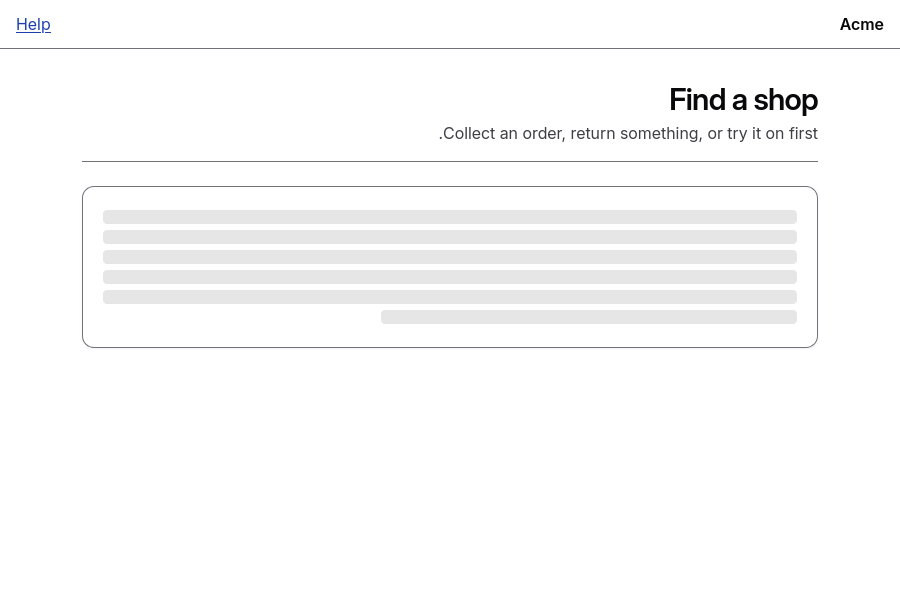 Acme
Help
Find a shop
.Collect an order, return something, or try it on first